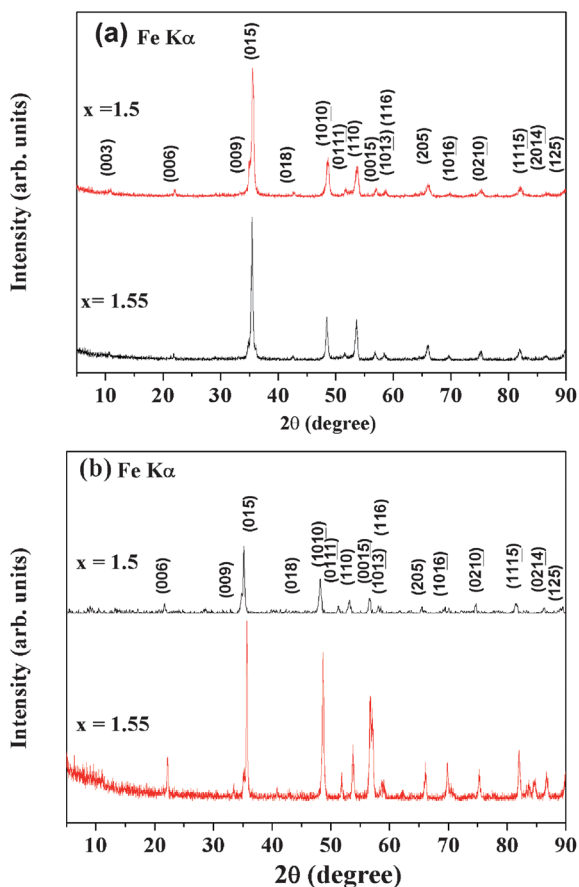 (a) Fe Kα
x =1.5
(003)
(006)
(009)
(015)
(018)
(1010)
(0111)
(110)
(0015)
(1013)
(116)
(205)
(1016)
(0210)
(1115)
(2014)
(125)
x= 1.55
Intensity (arb. units)
10 20 30 40 50 60 70 80 90
2θ (degree)
(b) Fe Kα
x = 1.5
(006)
(009)
(015)
(018)
(1010)
(0111)
(110)
(0015)
(1013)
(116)
(205)
(1016)
(0210)
(1115)
(0214)
(125)
x = 1.55
Intensity (arb. units)
10 20 30 40 50 60 70 80 90
2θ (degree)